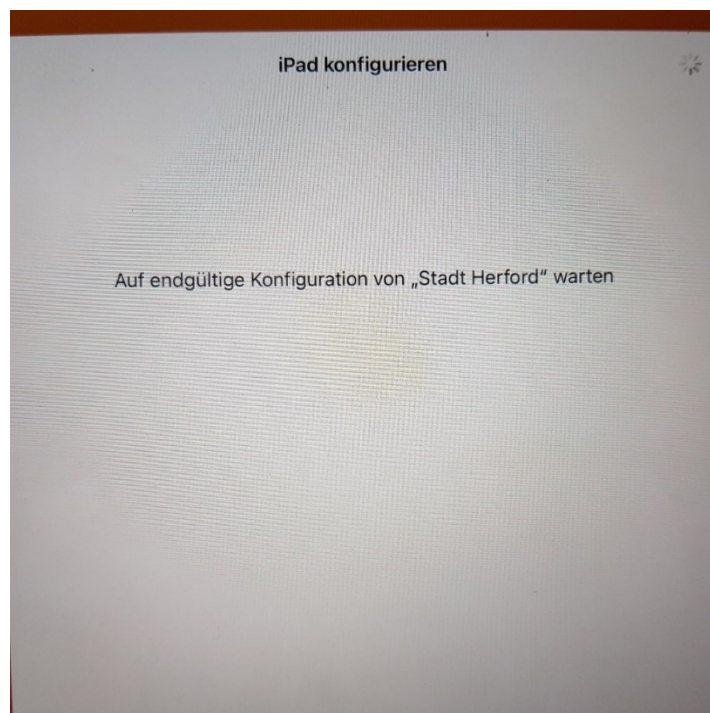 iPad konfigurieren
Auf endgültige Konfiguration von „Stadt Herford“ warten